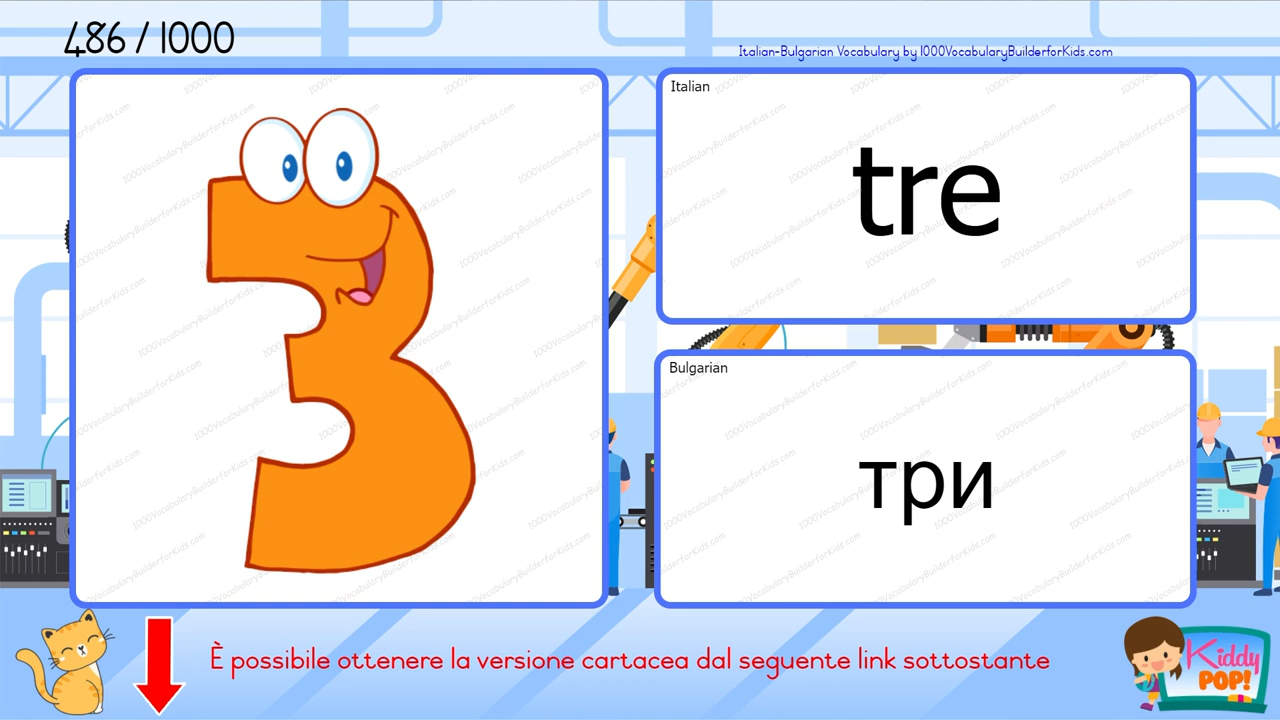 486 / 1000
Italian-Bulgarian Vocabulary by 1000VocabularyBuilderforKids.com
Italian
tre
Bulgarian
три
È possibile ottenere la versione cartacea dal seguente link sottostante
Kiddy
POP!